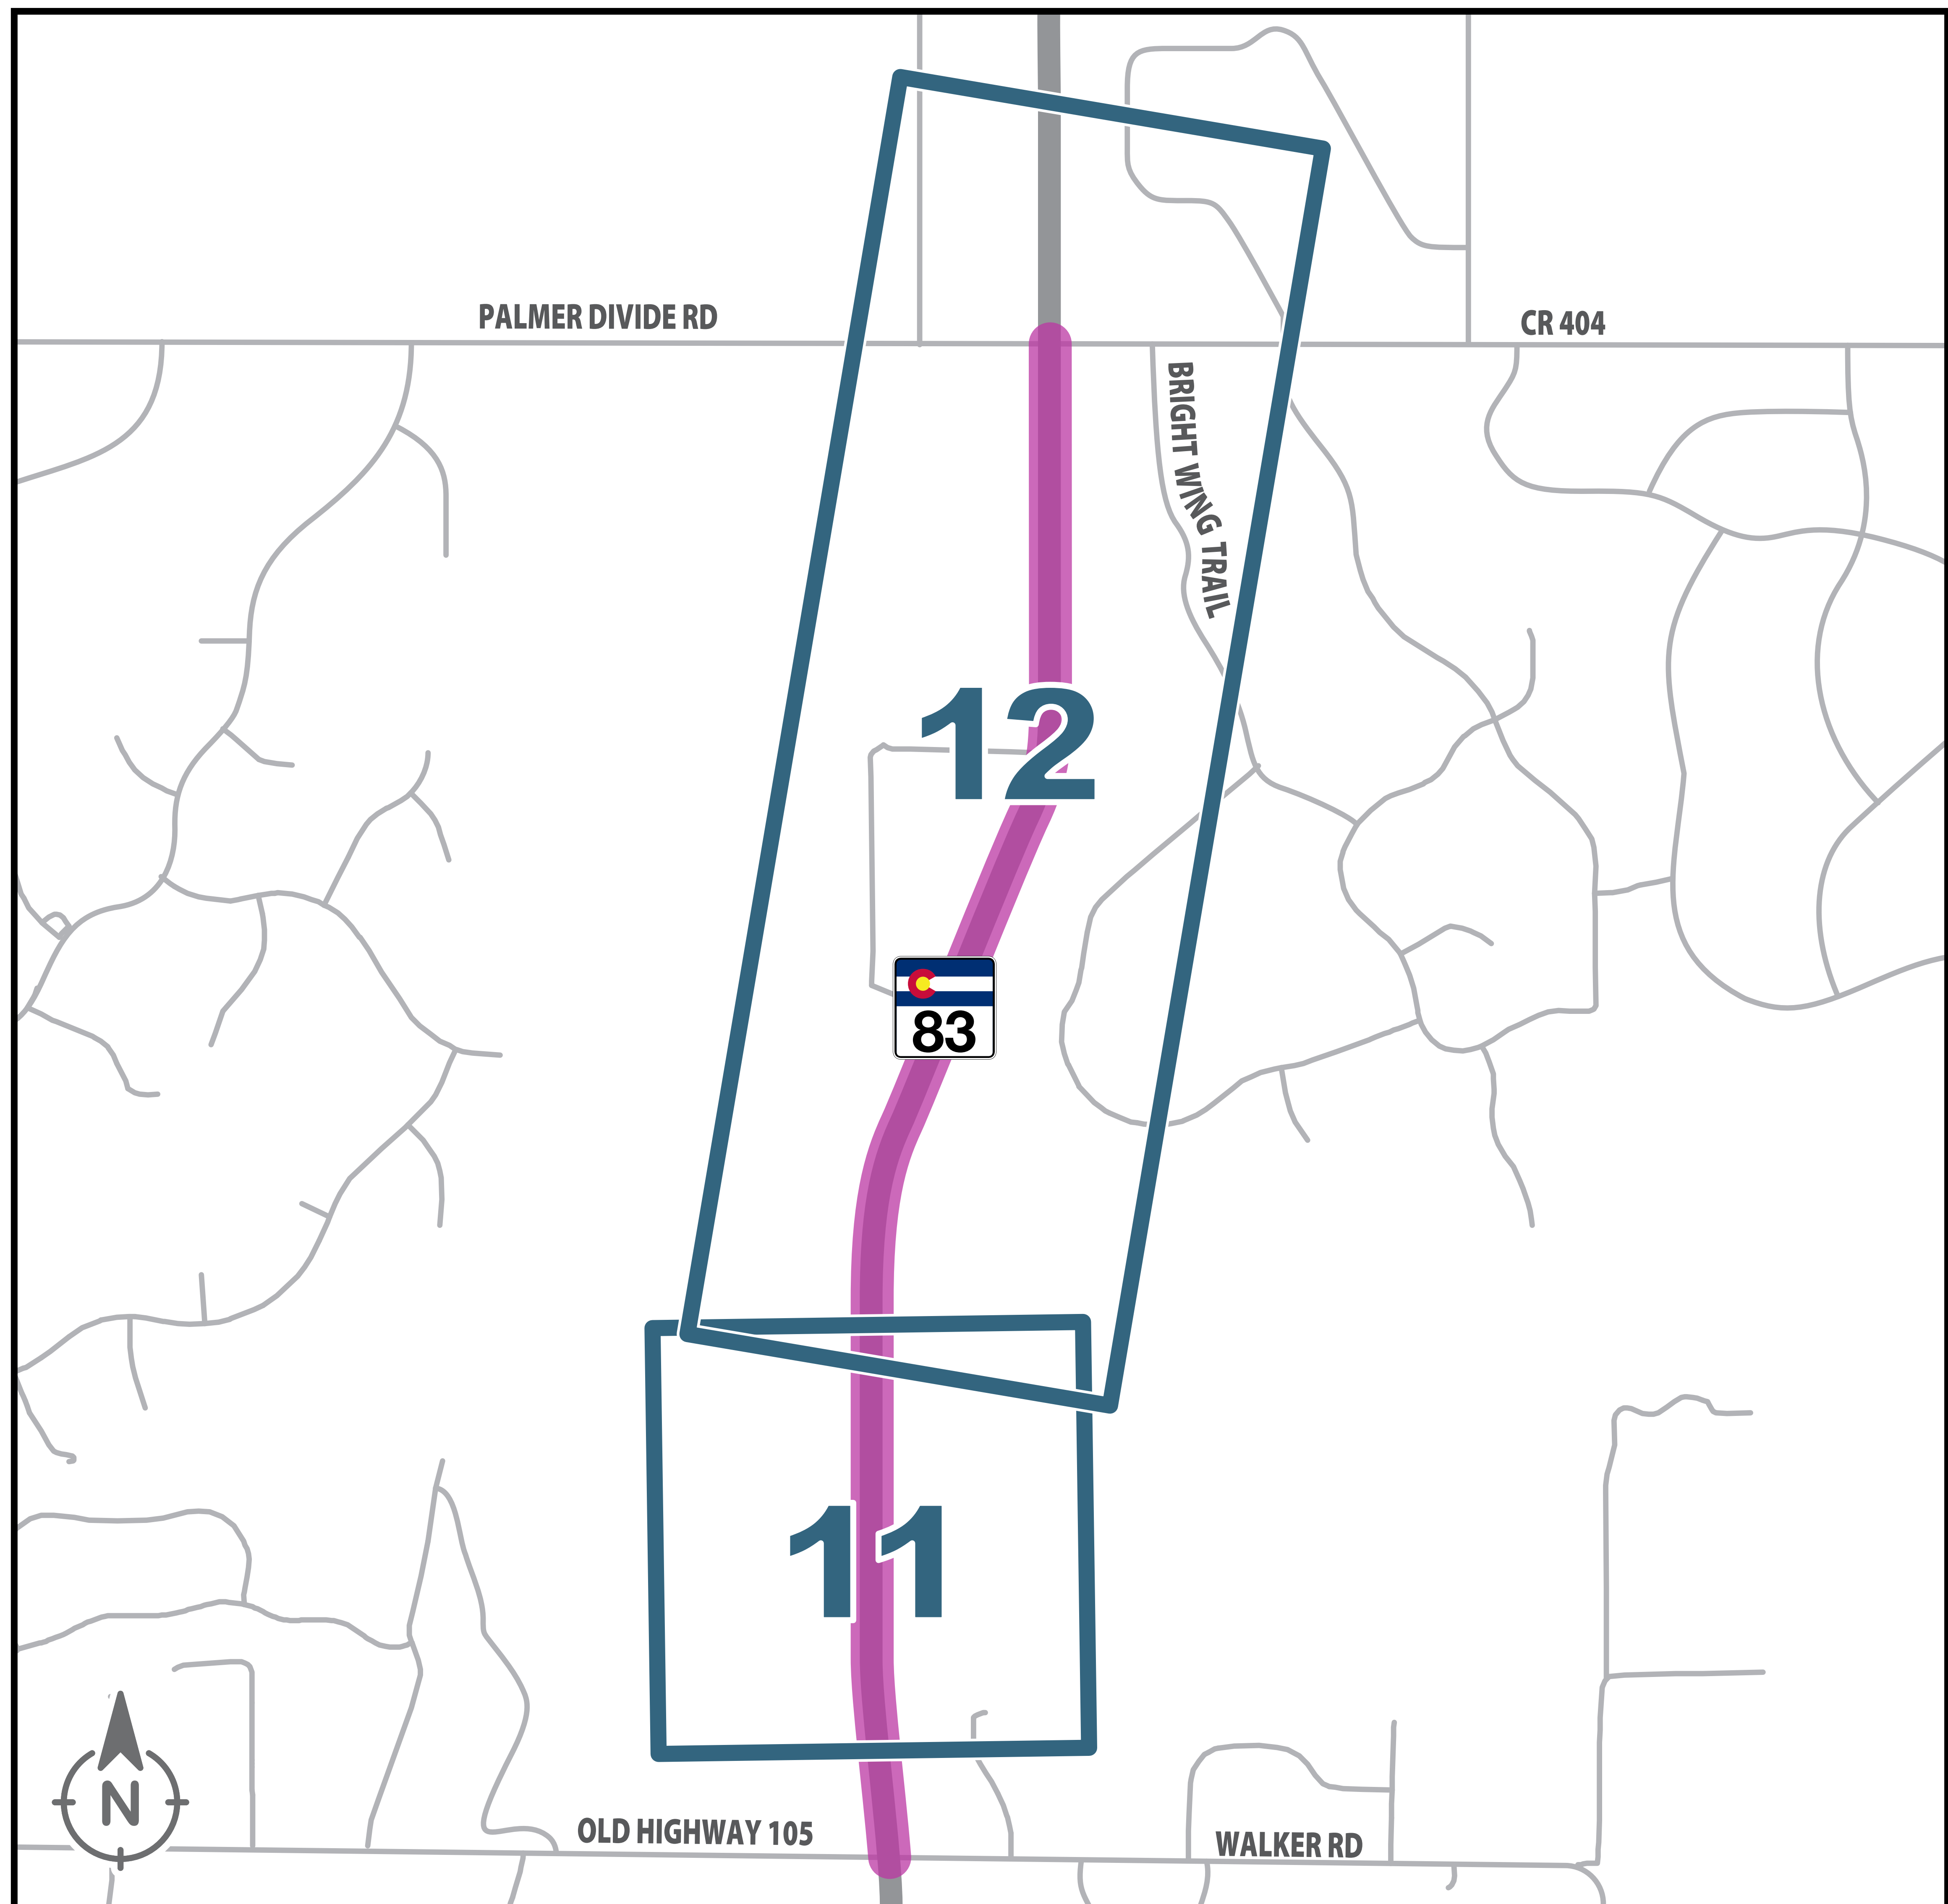 PALMER DIVIDE RD
CR 404
BRIGHT WING TRAIL
12
83
11
N
OLD HIGHWAY 105
WALKER RD